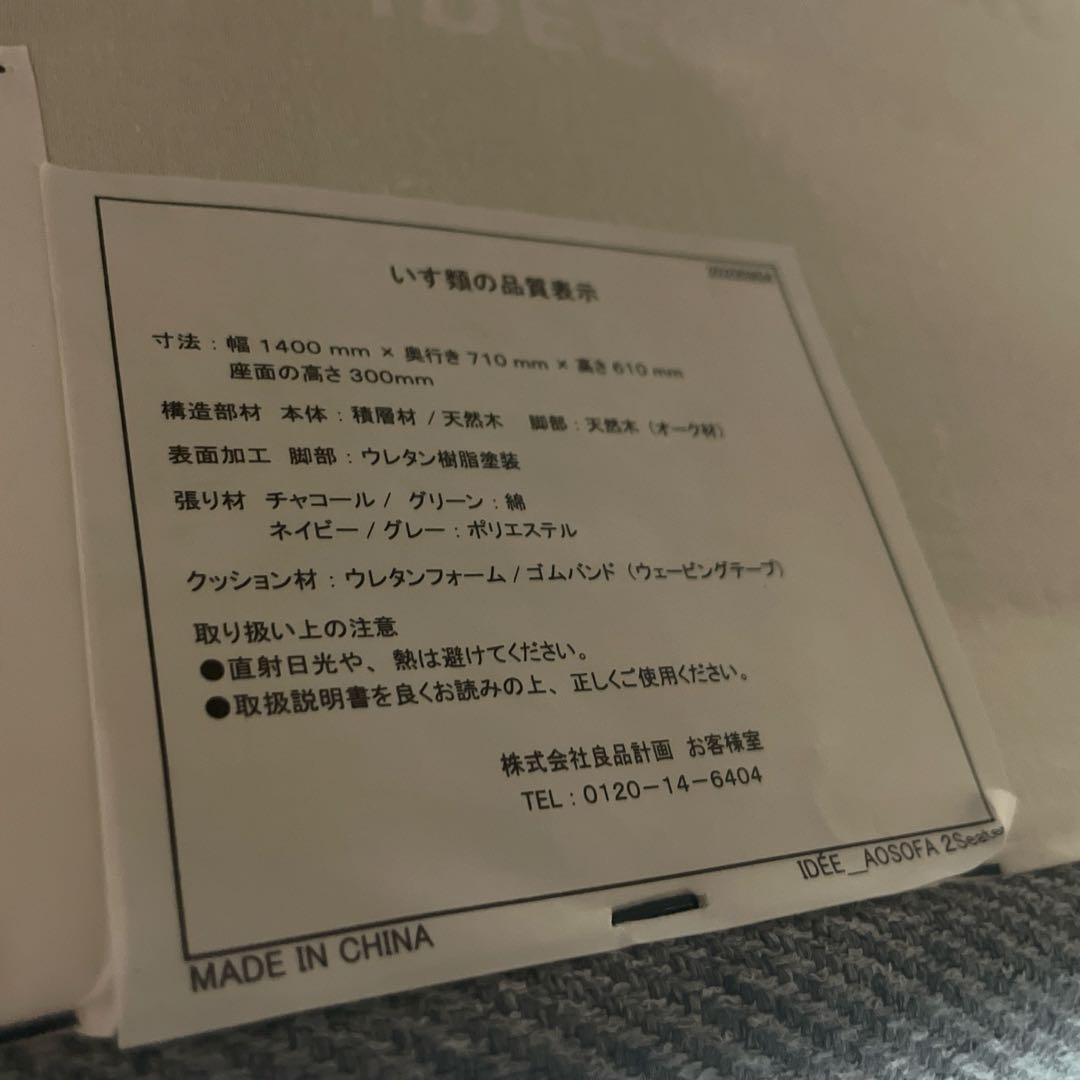 IDÉE
いす類の品質表示
寸法：幅 1400 mm × 奥行き 710 mm × 高さ 610 mm
座面の高さ 300mm
構造部材 本体：積層材 / 天然木 脚部：天然木（オーク材）
表面加工 脚部：ウレタン樹脂塗装
張り材 チャコール / グリーン：綿
ネイビー / グレー：ポリエステル
クッション材：ウレタンフォーム / ゴムバンド（ウェービングテープ）
取り扱い上の注意
●直射日光や、熱は避けてください。
●取扱説明書を良くお読みの上、正しくご使用ください。
株式会社良品計画 お客様室
TEL：0120－14－6404
IDÉE＿AOSOFA 2Seater
MADE IN CHINA